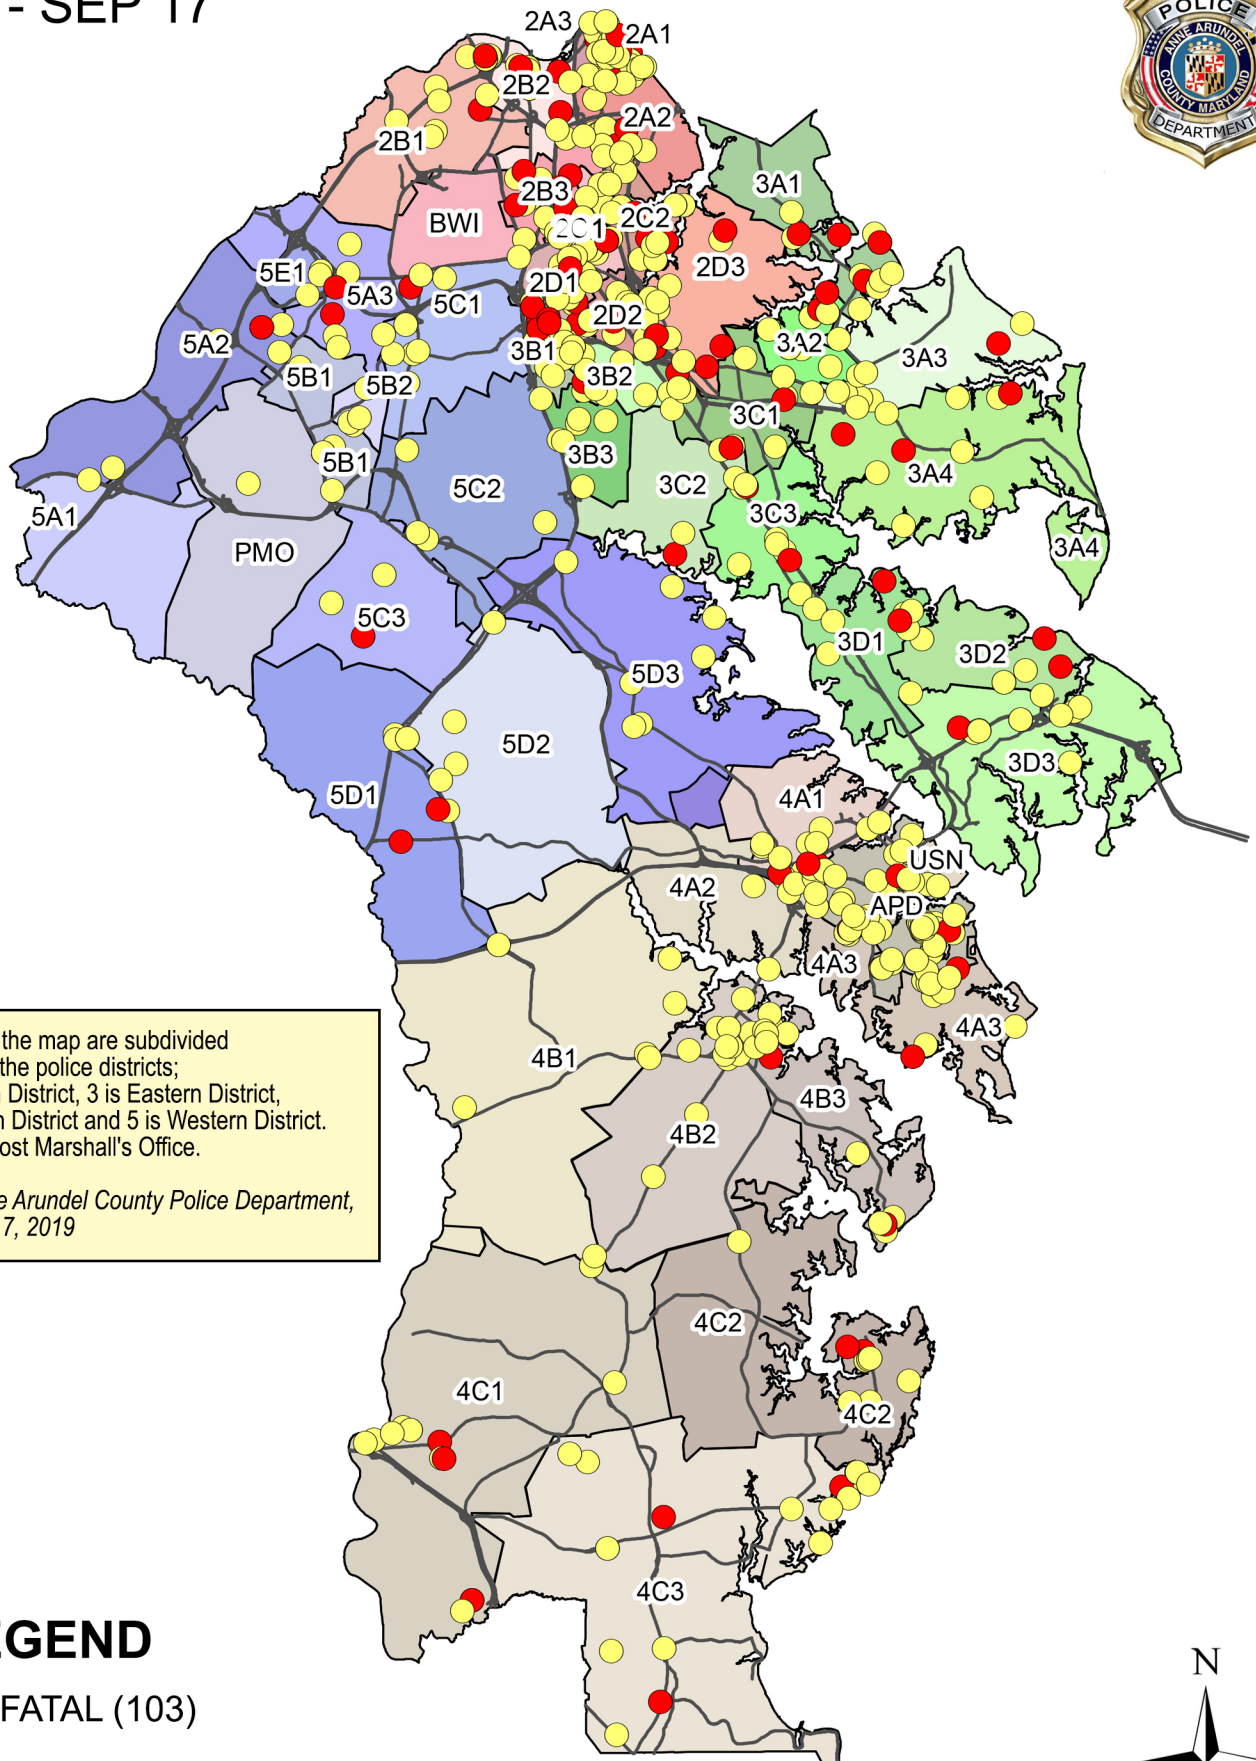 - SEP 17
POLICE
ANNE ARUNDEL
COUNTY MARYLAND
DEPARTMENT
2A3
2A1
2B2
2A2
2B1
3A1
2B3
BWI
2C2
2C1
2D3
5E1
2D1
5A3
5C1
2D2
5A2
3A2
3B1
3A3
5B1
3B2
5B2
3C1
3B3
5B1
3A4
5C2
3C2
5A1
3C3
PMO
3A4
5C3
3D1
3D2
5D3
5D2
3D3
5D1
4A1
USN
4A2
APD
4A3
4A3
the map are subdivided
the police districts;
District, 3 is Eastern District,
District and 5 is Western District.
ost Marshall's Office.
e Arundel County Police Department,
7, 2019
4B1
4B3
4B2
4C2
4C1
4C2
4C3
EGEND
FATAL (103)
N